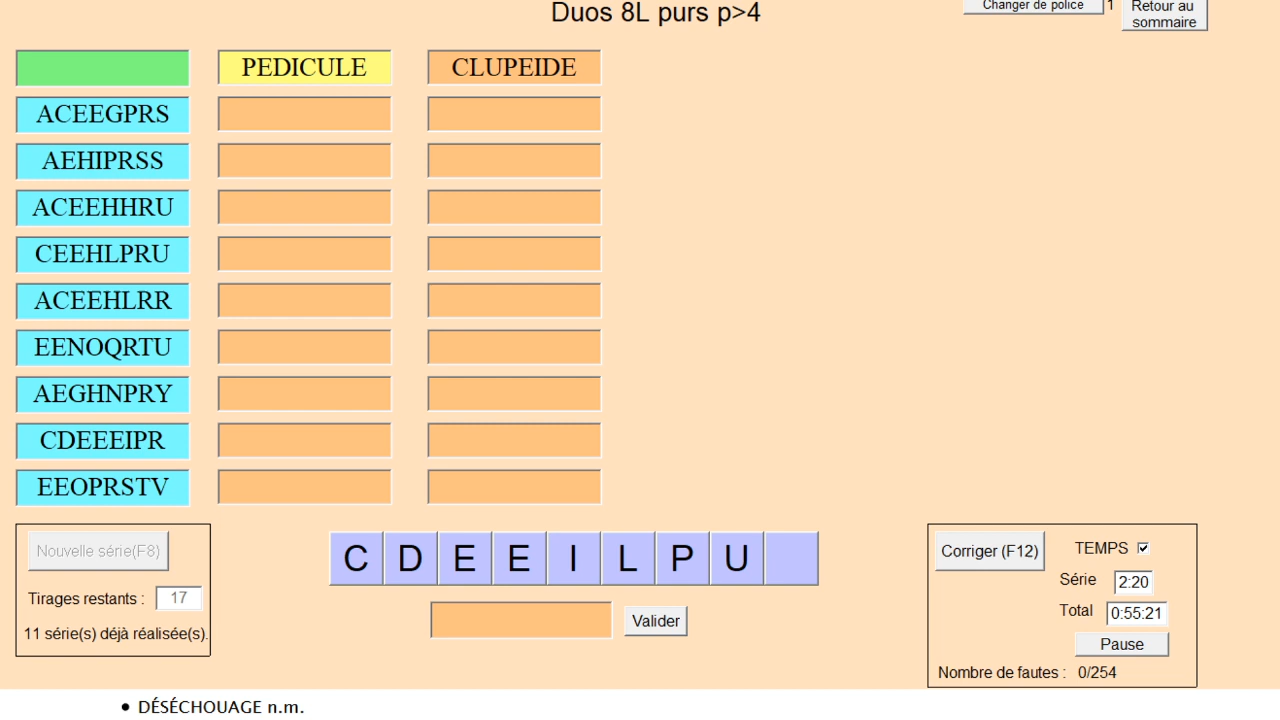 Duos 8L purs p>4
Changer de police 1 Retour au sommaire
PEDICULE CLUPEIDE
ACEEGPRS
AEHIPRSS
ACEEHHRU
CEEHLPRU
ACEEHLRR
EENOQRTU
AEGHNPRY
CDEEEIPR
EEOPRSTV
Nouvelle série(F8)
Tirages restants : 17
11 série(s) déjà réalisée(s).
C D E E I L P U
Valider
Corriger (F12) TEMPS
Série 2:20
Total 0:55:21
Pause
Nombre de fautes : 0/254
• DÉSÉCHOUAGE n.m.